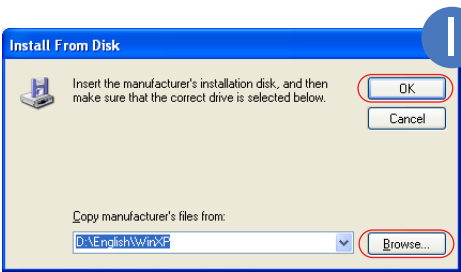 Install From Disk
Insert the manufacturer's installation disk, and then
make sure that the correct drive is selected below.
OK
Cancel
Copy manufacturer's files from:
D:\English\WinXP
Browse...